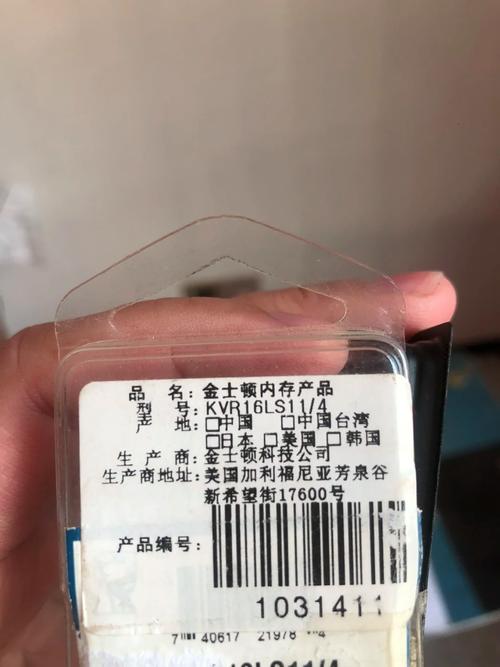 品 名: 金士顿内存产品
型 号: KVR16LS11/4
产 地: □中国 □中国台湾
□日本 □美国 □韩国
生 产 商: 金士顿科技公司
生产商地址: 美国加利福尼亚芳泉谷
新希望街17600号
产品编号:
1031411
40617 21978